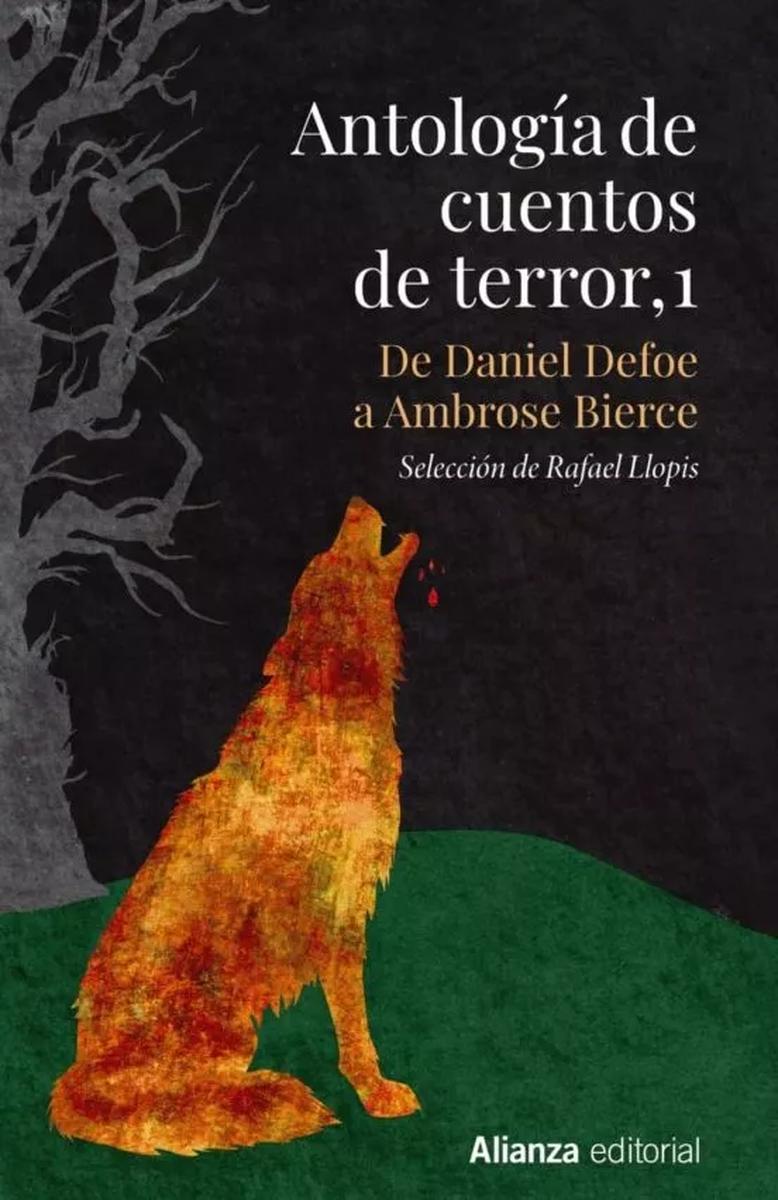 Antología de
cuentos
de terror,1
De Daniel Defoe
a Ambrose Bierce
Selección de Rafael Llopis
Alianza editorial